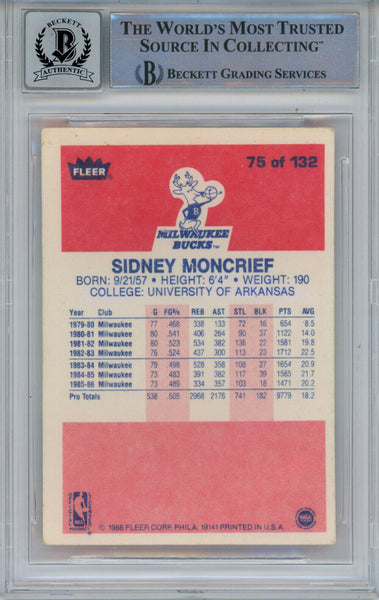 THE WORLD'S MOST TRUSTED
SOURCE IN COLLECTING™
BECKETT GRADING SERVICES
BECKETT
AUTHENTIC
FLEER
75 of 132
MILWAUKEE
BUCKS™
SIDNEY MONCRIEF
BORN: 9/21/57 • HEIGHT: 6'4" • WEIGHT: 190
COLLEGE: UNIVERSITY OF ARKANSAS
Year Club G FG% REB AST STL BLK PTS AVG
1979-80 Milwaukee 77 .468 338 133 72 16 654 8.5
1980-81 Milwaukee 80 .541 406 264 90 37 1122 14.0
1981-82 Milwaukee 80 .523 534 382 138 22 1581 19.8
1982-83 Milwaukee 76 .524 437 300 113 23 1712 22.5
1983-84 Milwaukee 79 .498 528 358 108 27 1654 20.9
1984-85 Milwaukee 73 .483 391 382 117 39 1585 21.7
1985-86 Milwaukee 73 .489 334 357 103 18 1471 20.2
Pro Totals 538 .505 2968 2176 741 182 9779 18.2
NBA
© 1986 FLEER CORP. PHILA. 19141 PRINTED IN U.S.A.